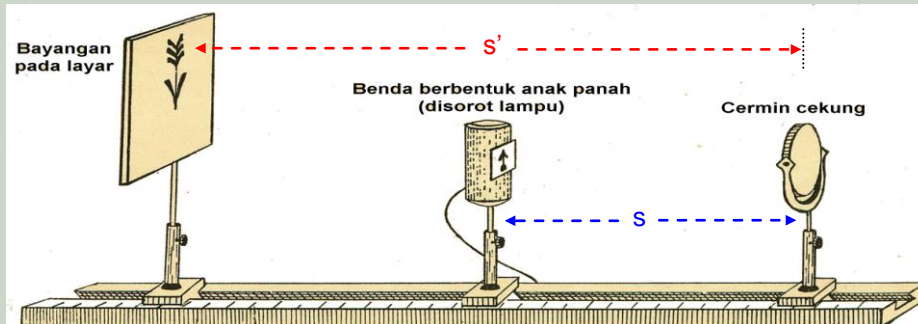 Bayangan
pada layar
S’
Benda berbentuk anak panah
(disorot lampu)
Cermin cekung
S